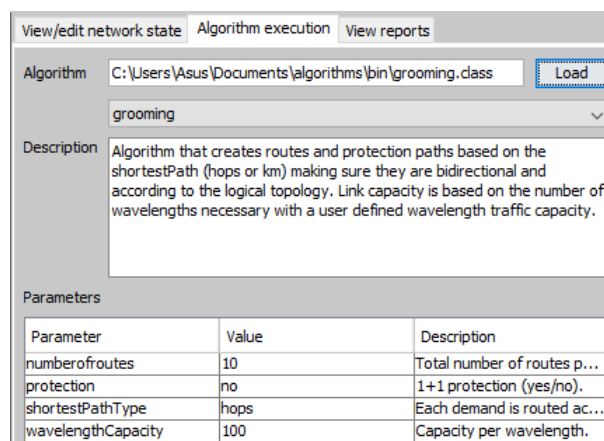 View/edit network state Algorithm execution View reports
Algorithm C:\Users\Asus\Documents\algorithms\bin\grooming.class Load
grooming
Description Algorithm that creates routes and protection paths based on the
shortestPath (hops or km) making sure they are bidirectional and
according to the logical topology. Link capacity is based on the number of
wavelengths necessary with a user defined wavelength traffic capacity.
Parameters
Parameter Value Description
numberofroutes 10 Total number of routes p...
protection no 1+1 protection (yes/no).
shortestPathType hops Each demand is routed ac...
wavelengthCapacity 100 Capacity per wavelength.